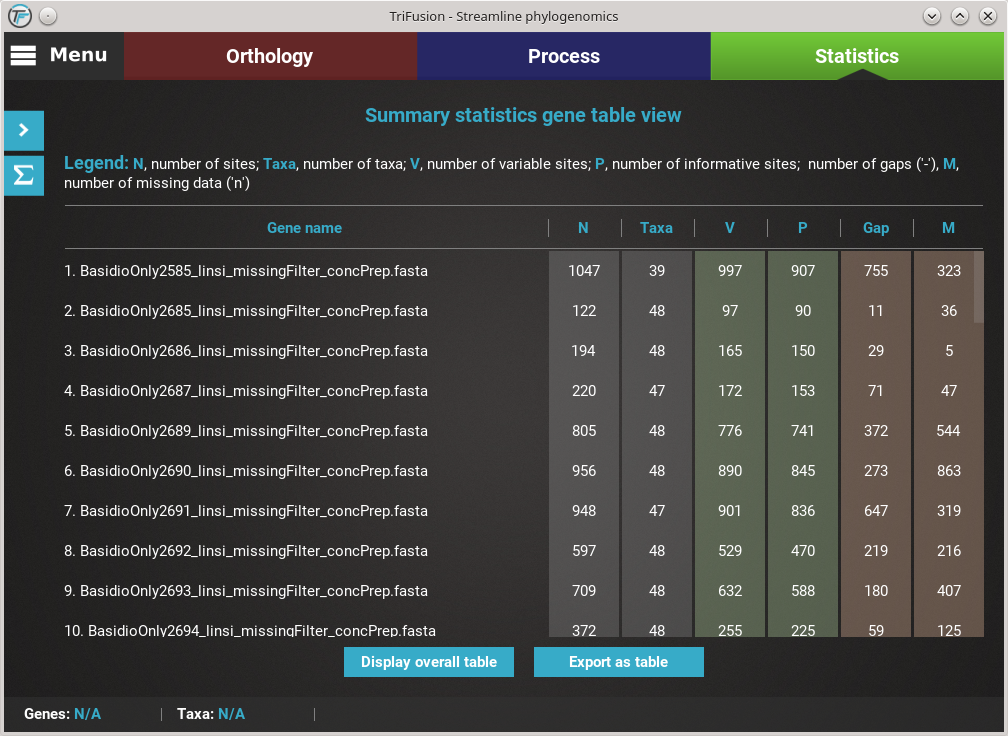 TriFusion - Streamline phylogenomics
Menu Orthology Process Statistics
Summary statistics gene table view
Legend: N, number of sites; Taxa, number of taxa; V, number of variable sites; P, number of informative sites;  number of gaps ('-'), M,
number of missing data ('n')
Gene name N Taxa V P Gap M
1. BasidioOnly2585_linsi_missingFilter_concPrep.fasta 1047 39 997 907 755 323
2. BasidioOnly2685_linsi_missingFilter_concPrep.fasta 122 48 97 90 11 36
3. BasidioOnly2686_linsi_missingFilter_concPrep.fasta 194 48 165 150 29 5
4. BasidioOnly2687_linsi_missingFilter_concPrep.fasta 220 47 172 153 71 47
5. BasidioOnly2689_linsi_missingFilter_concPrep.fasta 805 48 776 741 372 544
6. BasidioOnly2690_linsi_missingFilter_concPrep.fasta 956 48 890 845 273 863
7. BasidioOnly2691_linsi_missingFilter_concPrep.fasta 948 47 901 836 647 319
8. BasidioOnly2692_linsi_missingFilter_concPrep.fasta 597 48 529 470 219 216
9. BasidioOnly2693_linsi_missingFilter_concPrep.fasta 709 48 632 588 180 407
10. BasidioOnly2694_linsi_missingFilter_concPrep.fasta 372 48 255 225 59 125
Display overall table Export as table
Genes: N/A Taxa: N/A